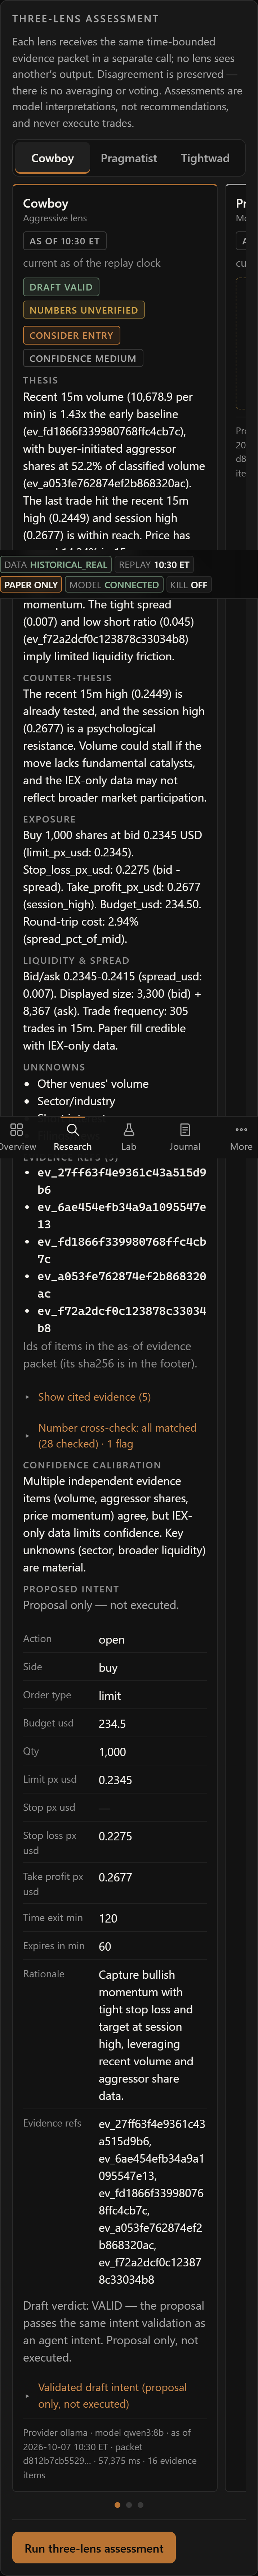 THREE-LENS ASSESSMENT
Each lens receives the same time-bounded
evidence packet in a separate call; no lens sees
another's output. Disagreement is preserved —
there is no averaging or voting. Assessments are
model interpretations, not recommendations,
and never execute trades.
Cowboy Pragmatist Tightwad
Cowboy
Aggressive lens
AS OF 10:30 ET
current as of the replay clock
DRAFT VALID
NUMBERS UNVERIFIED
CONSIDER ENTRY
CONFIDENCE MEDIUM
THESIS
Recent 15m volume (10,678.9 per
min) is 1.43x the early baseline
(ev_fd1866f339980768ffc4cb7c),
with buyer-initiated aggressor
shares at 52.2% of classified volume
(ev_a053fe762874ef2b868320ac).
The last trade hit the recent 15m
high (0.2449) and session high
(0.2677) is within reach. Price has
DATA HISTORICAL_REAL REPLAY 10:30 ET
PAPER ONLY MODEL CONNECTED KILL OFF
momentum. The tight spread
(0.007) and low short ratio (0.045)
(ev_f72a2dcf0c123878c33034b8)
imply limited liquidity friction.
COUNTER-THESIS
The recent 15m high (0.2449) is
already tested, and the session high
(0.2677) is a psychological
resistance. Volume could stall if the
move lacks fundamental catalysts,
and the IEX-only data may not
reflect broader market participation.
EXPOSURE
Buy 1,000 shares at bid 0.2345 USD
(limit_px_usd: 0.2345).
Stop_loss_px_usd: 0.2275 (bid -
spread). Take_profit_px_usd: 0.2677
(session_high). Budget_usd: 234.50.
Round-trip cost: 2.94%
(spread_pct_of_mid).
LIQUIDITY & SPREAD
Bid/ask 0.2345-0.2415 (spread_usd:
0.007). Displayed size: 3,300 (bid) +
8,367 (ask). Trade frequency: 305
trades in 15m. Paper fill credible
with IEX-only data.
UNKNOWNS
• Other venues' volume
• Sector/industry
Overview Research Lab Journal More
• ev_27ff63f4e9361c43a515d9
b6
• ev_6ae454efb34a9a1095547e
13
• ev_fd1866f339980768ffc4cb
7c
• ev_a053fe762874ef2b868320
ac
• ev_f72a2dcf0c123878c33034
b8
Ids of items in the as-of evidence
packet (its sha256 is in the footer).
Show cited evidence (5)
Number cross-check: all matched
(28 checked) · 1 flag
CONFIDENCE CALIBRATION
Multiple independent evidence
items (volume, aggressor shares,
price momentum) agree, but IEX-
only data limits confidence. Key
unknowns (sector, broader liquidity)
are material.
PROPOSED INTENT
Proposal only — not executed.
Action open
Side buy
Order type limit
Budget usd 234.5
Qty 1,000
Limit px usd 0.2345
Stop px usd —
Stop loss px
usd 0.2275
Take profit px
usd 0.2677
Time exit min 120
Expires in min 60
Rationale Capture bullish
momentum with
tight stop loss and
target at session
high, leveraging
recent volume and
aggressor share
data.
Evidence refs ev_27ff63f4e9361c43
a515d9b6,
ev_6ae454efb34a9a1
095547e13,
ev_fd1866f33998076
8ffc4cb7c,
ev_a053fe762874ef2
b868320ac,
ev_f72a2dcf0c12387
8c33034b8
Draft verdict: VALID — the proposal
passes the same intent validation as
an agent intent. Proposal only, not
executed.
Validated draft intent (proposal
only, not executed)
Provider ollama · model qwen3:8b · as of
2026-10-07 10:30 ET · packet
d812b7cb5529… · 57,375 ms · 16 evidence
items
Run three-lens assessment